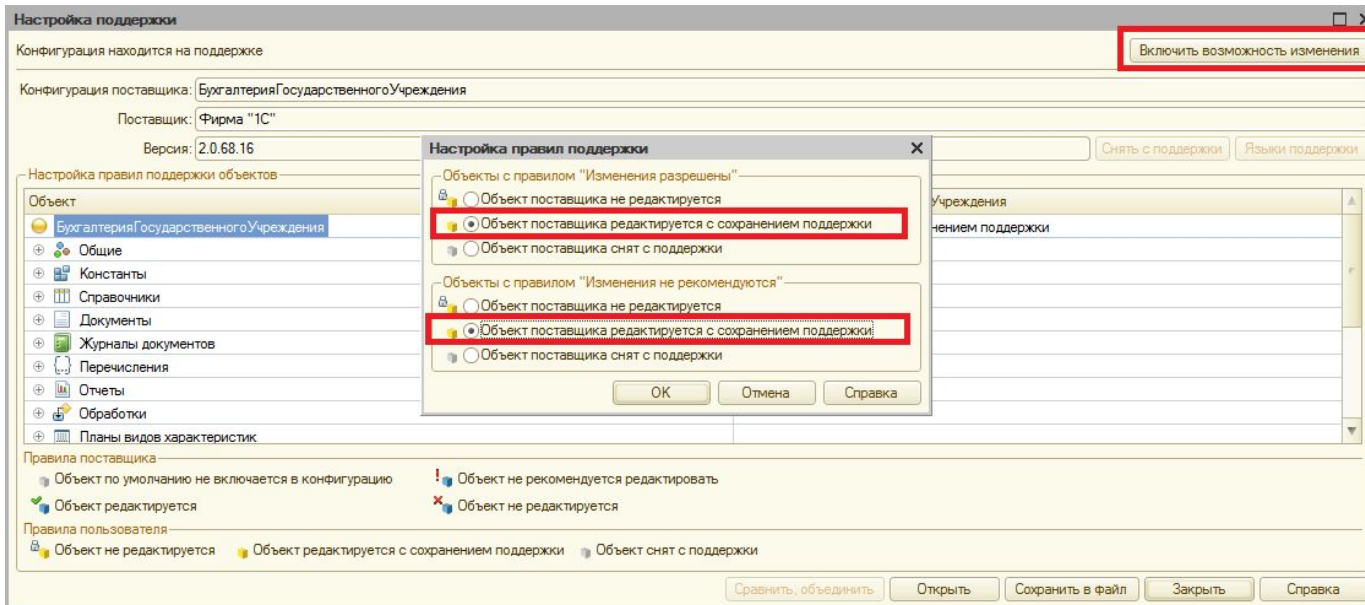 Настройка поддержки
Конфигурация находится на поддержке
Включить возможность изменения
Конфигурация поставщика: БухгалтерияГосударственногоУчреждения
Поставщик: Фирма "1С"
Версия: 2.0.68.16
Снять с поддержки
Языки поддержки
Настройка правил поддержки объектов
Объект
Учреждения
БухгалтерияГосударственногоУчреждения
нением поддержки
Общие
Константы
Справочники
Документы
Журналы документов
Перечисления
Отчеты
Обработки
Планы видов характеристик
Настройка правил поддержки
Объекты с правилом "Изменения разрешены"
Объект поставщика не редактируется
Объект поставщика редактируется с сохранением поддержки
Объект поставщика снят с поддержки
Объекты с правилом "Изменения не рекомендуются"
Объект поставщика не редактируется
Объект поставщика редактируется с сохранением поддержки
Объект поставщика снят с поддержки
ОК Отмена Справка
Правила поставщика
Объект по умолчанию не включается в конфигурацию
Объект не рекомендуется редактировать
Объект редактируется
Объект не редактируется
Правила пользователя
Объект не редактируется Объект редактируется с сохранением поддержки Объект снят с поддержки
Сравнить, объединить Открыть Сохранить в файл Закрыть Справка